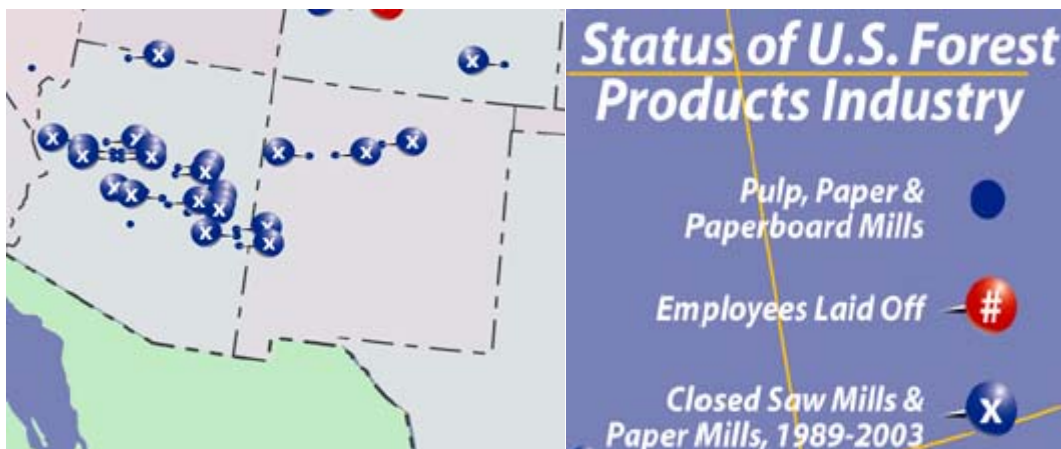 Status of U.S. Forest
Products Industry
Pulp, Paper &
Paperboard Mills
Employees Laid Off
#
Closed Saw Mills &
x
Paper Mills, 1989-2003